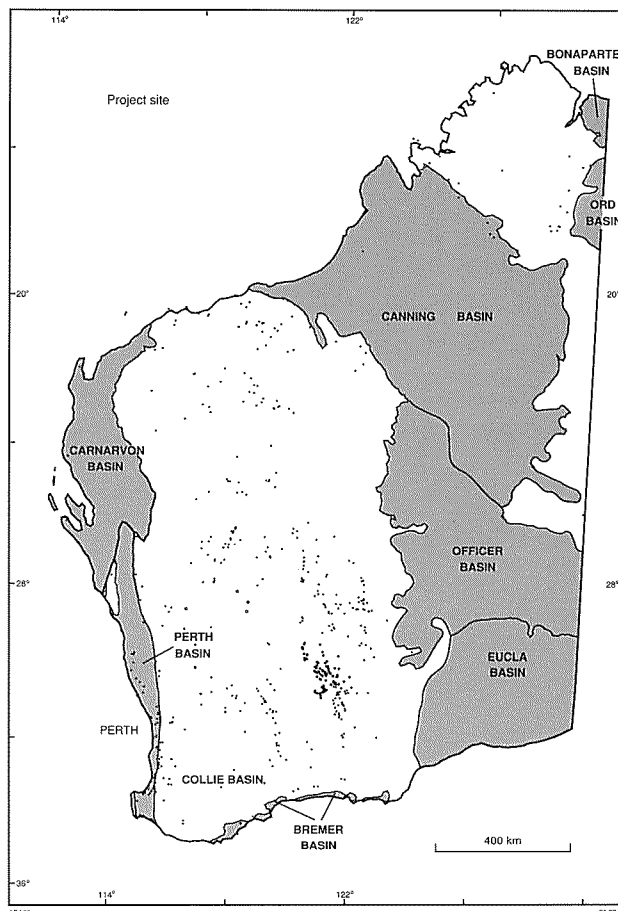 114°
122°
BONAPARTE
BASIN
Project site
ORD
BASIN
20°
20°
CANNING BASIN
CARNARVON
BASIN
OFFICER
BASIN
28°
28°
PERTH
BASIN
EUCLA
BASIN
PERTH
COLLIE BASIN
BREMER
BASIN
400 km
36°
114°
122°